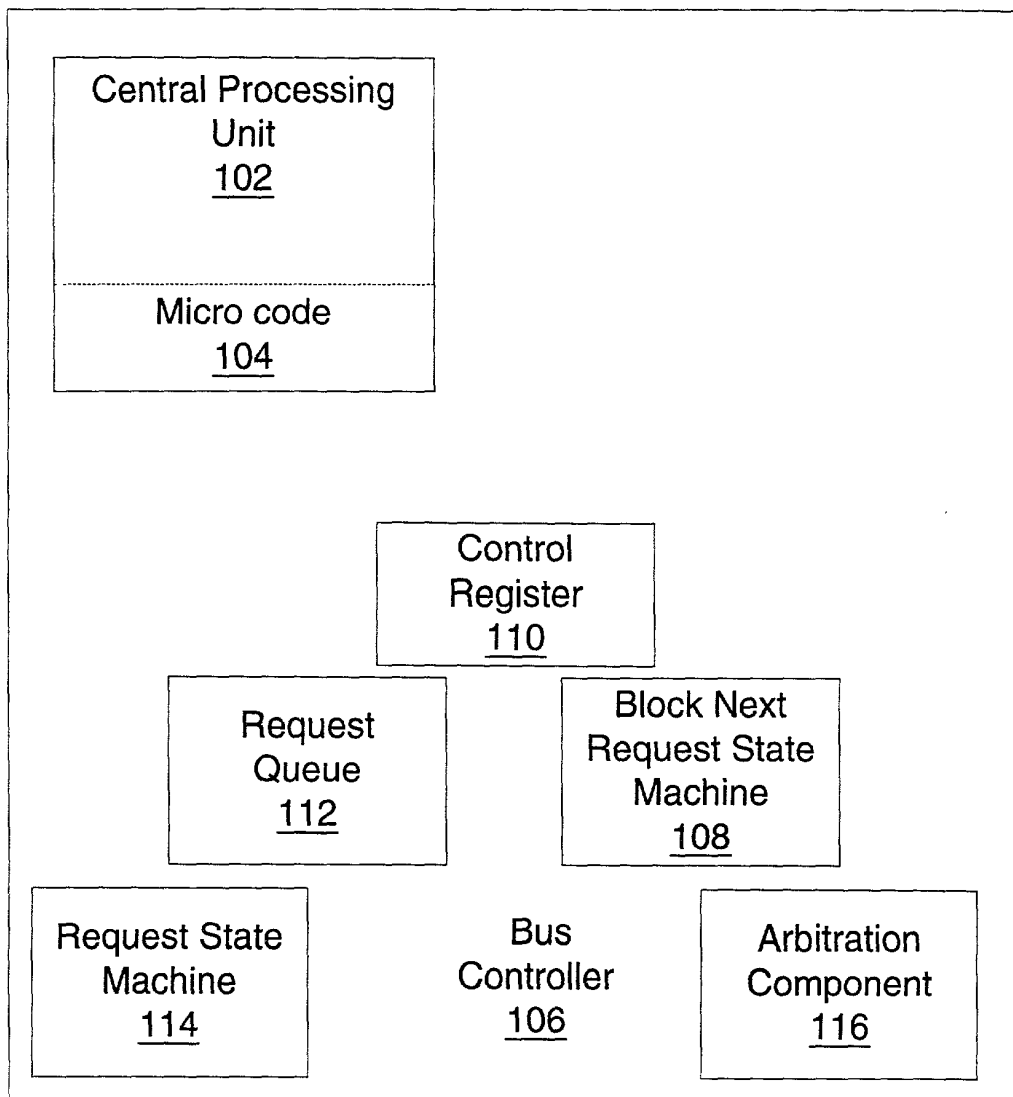 Central Processing
Unit
102
Micro code
104
Control
Register
110
Request
Queue
112
Block Next
Request State
Machine
108
Request State
Machine
114
Bus
Controller
106
Arbitration
Component
116